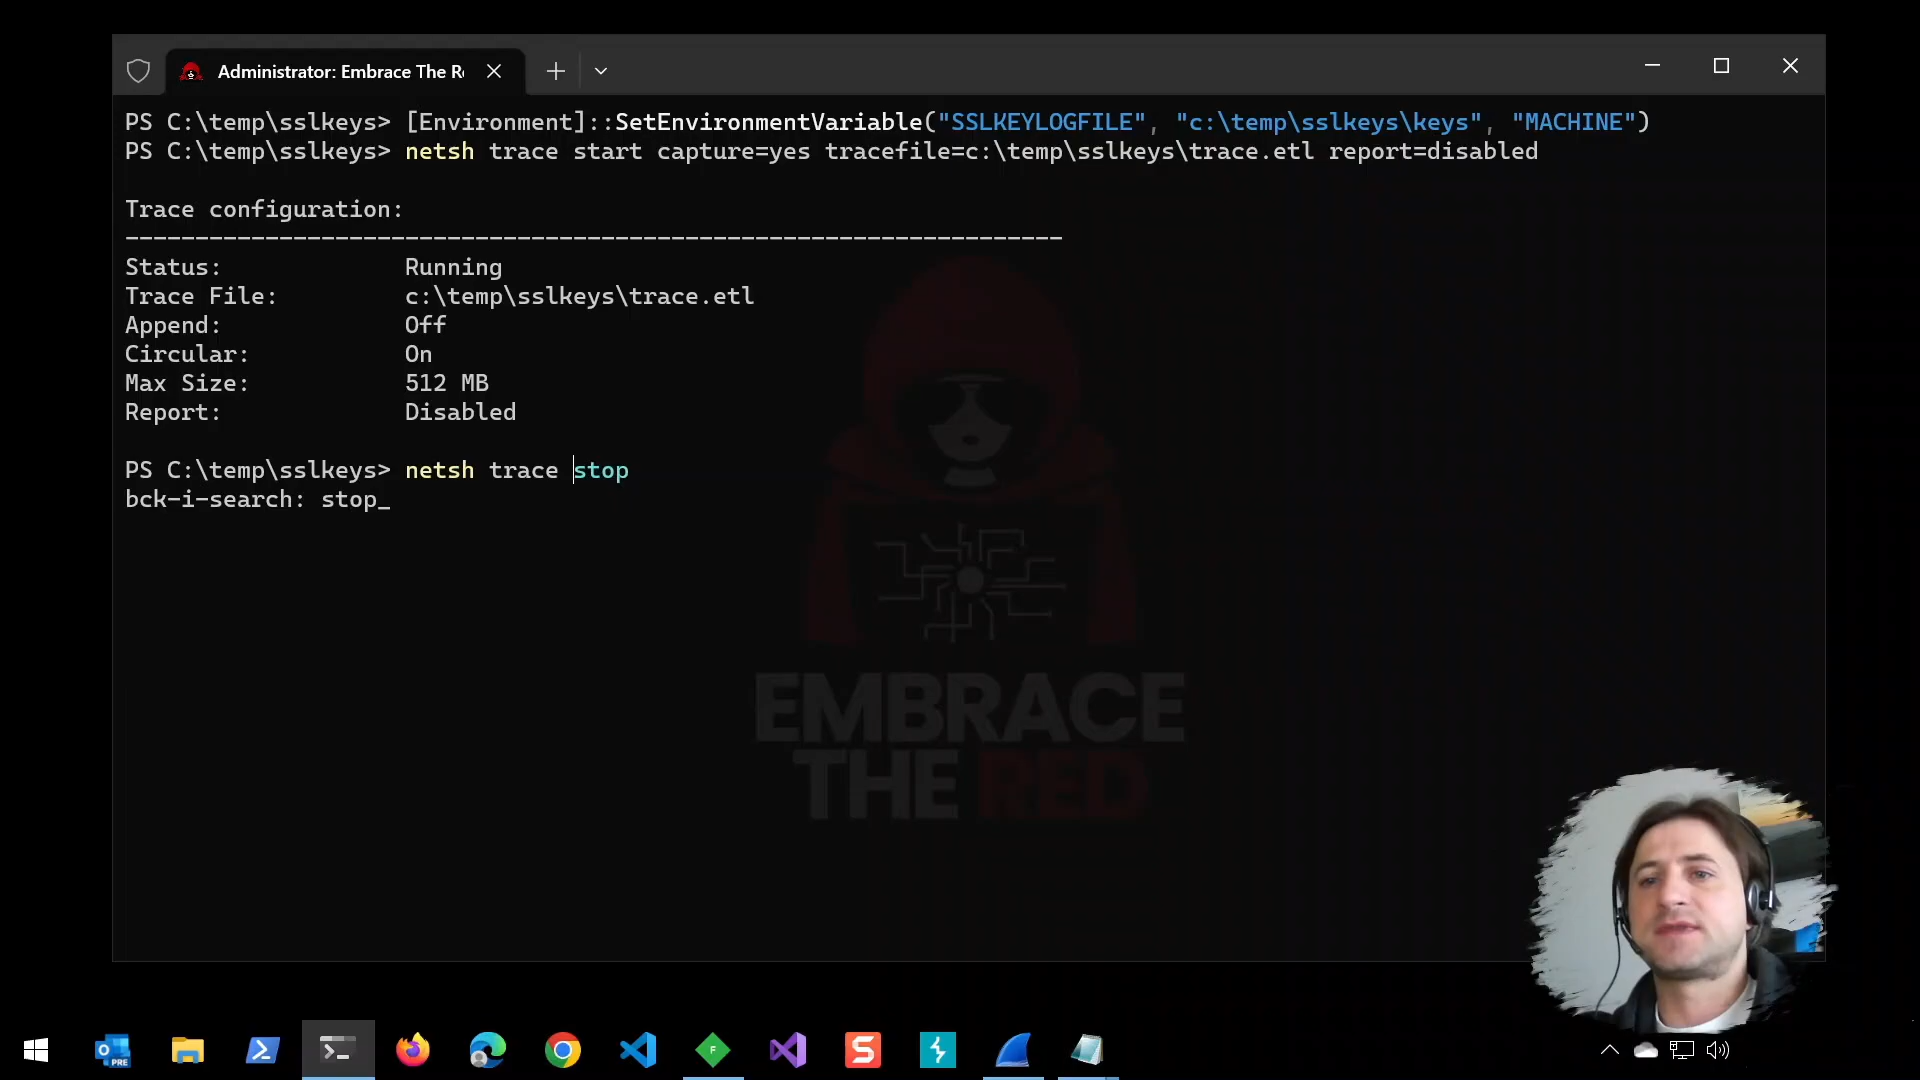 Administrator: Embrace The Re
PS C:\temp\sslkeys> [Environment]::SetEnvironmentVariable("SSLKEYLOGFILE", "c:\temp\sslkeys\keys", "MACHINE")
PS C:\temp\sslkeys> netsh trace start capture=yes tracefile=c:\temp\sslkeys\trace.etl report=disabled
Trace configuration:
-------------------------------------------------------------------
Status: Running
Trace File: c:\temp\sslkeys\trace.etl
Append: Off
Circular: On
Max Size: 512 MB
Report: Disabled
PS C:\temp\sslkeys> netsh trace stop
bck-i-search: stop_
EMBRACE
THE RED
O PRE
F
S